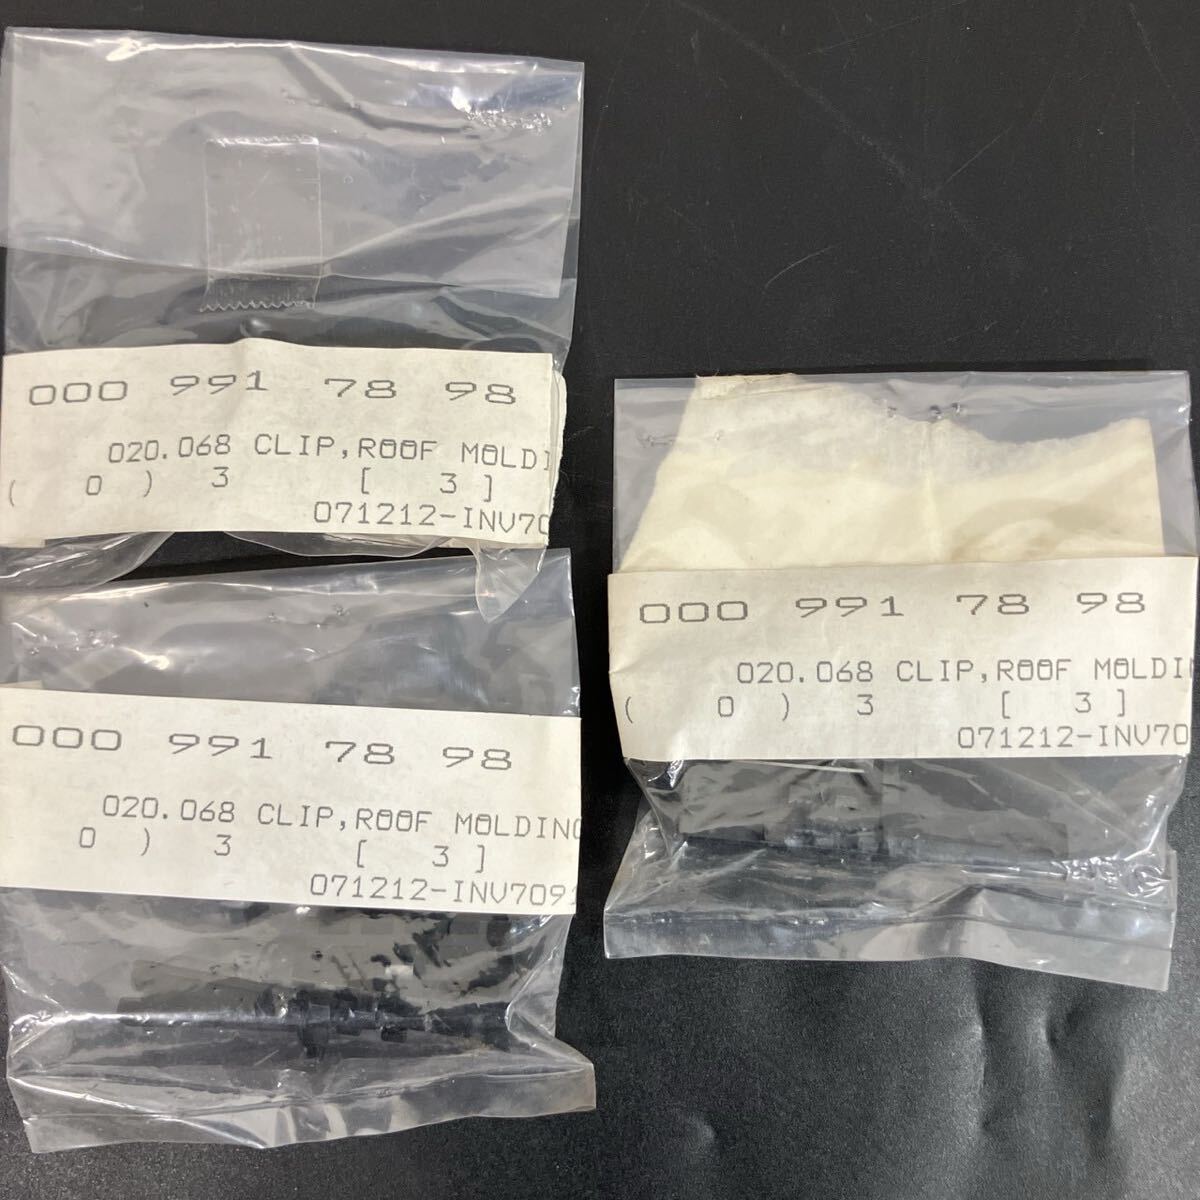 000 991 78 98
020.068 CLIP,ROOF MOLDI
( 0 ) 3 [ 3 ]
071212-INV70
000 991 78 98
020.068 CLIP,ROOF MOLDING
0 ) 3 [ 3 ]
071212-INV7091
000 991 78 98
020.068 CLIP,ROOF MOLDIN
( 0 ) 3 [ 3 ]
071212-INV70